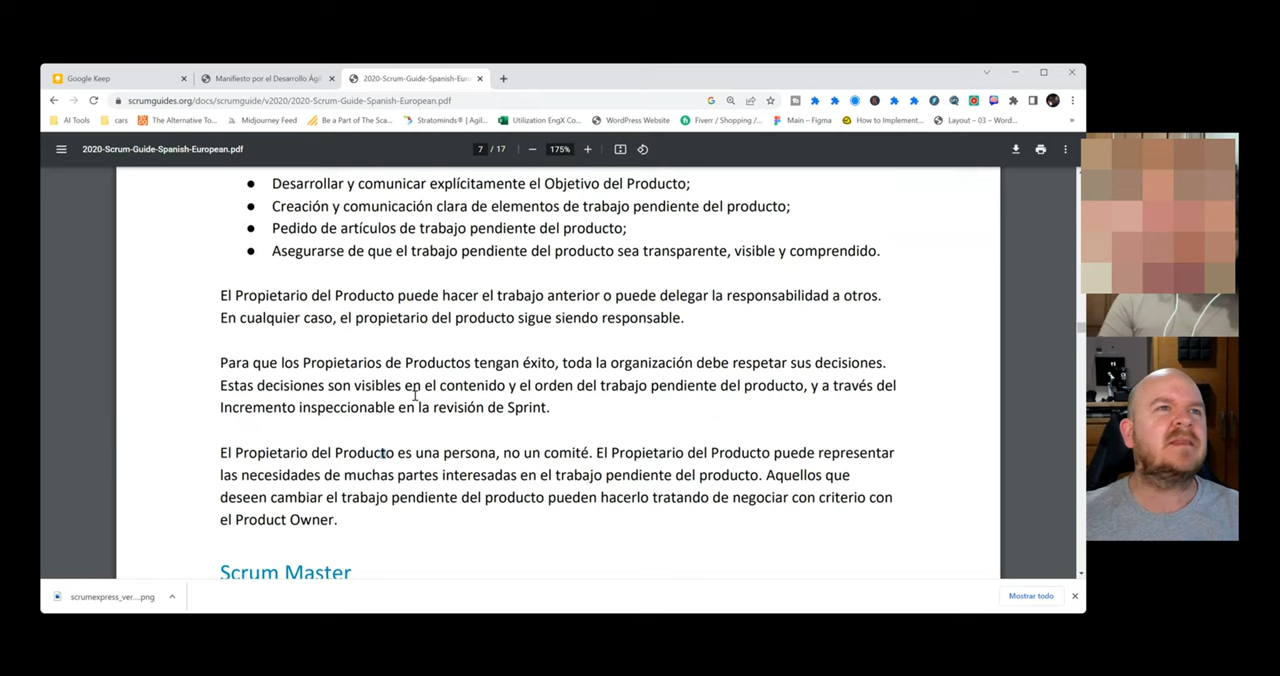 Google Keep
Manifiesto por el Desarrollo Ágil
2020-Scrum-Guide-Spanish-Euro
scrumguides.org/docs/scrumguide/v2020/2020-Scrum-Guide-Spanish-European.pdf
AI Tools cars The Alternative To... Midjourney Feed Be a Part Of The Sca... Stratominds® | Agil... Utilization EngX Co... WordPress Website Fiverr / Shopping /... Main – Figma How to Implement... Layout – 03 – Word...
2020-Scrum-Guide-Spanish-European.pdf 7 / 17 175%
● Desarrollar y comunicar explícitamente el Objetivo del Producto;
● Creación y comunicación clara de elementos de trabajo pendiente del producto;
● Pedido de artículos de trabajo pendiente del producto;
● Asegurarse de que el trabajo pendiente del producto sea transparente, visible y comprendido.
El Propietario del Producto puede hacer el trabajo anterior o puede delegar la responsabilidad a otros.
En cualquier caso, el propietario del producto sigue siendo responsable.
Para que los Propietarios de Productos tengan éxito, toda la organización debe respetar sus decisiones.
Estas decisiones son visibles en el contenido y el orden del trabajo pendiente del producto, y a través del
Incremento inspeccionable en la revisión de Sprint.
El Propietario del Producto es una persona, no un comité. El Propietario del Producto puede representar
las necesidades de muchas partes interesadas en el trabajo pendiente del producto. Aquellos que
deseen cambiar el trabajo pendiente del producto pueden hacerlo tratando de negociar con criterio con
el Product Owner.
Scrum Master
scrumexpress_ver....png
Mostrar todo